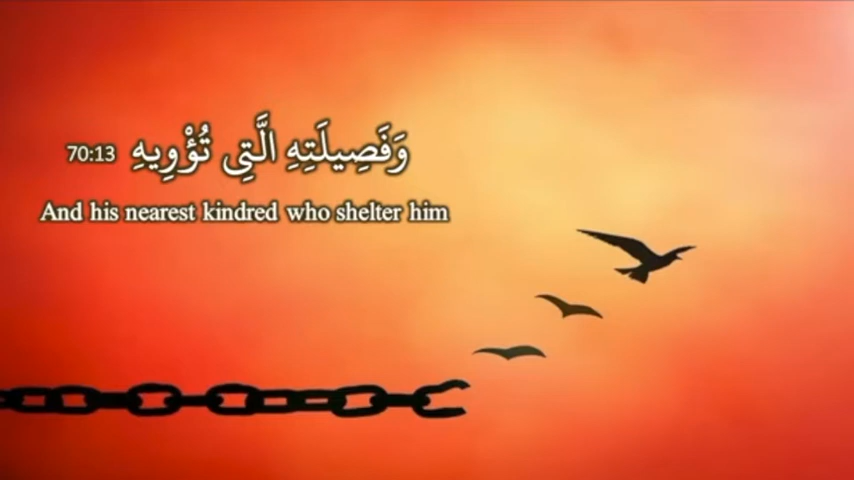 وَفَصِيلَتِهِ الَّتِي تُؤْوِيهِ 70:13
And his nearest kindred who shelter him